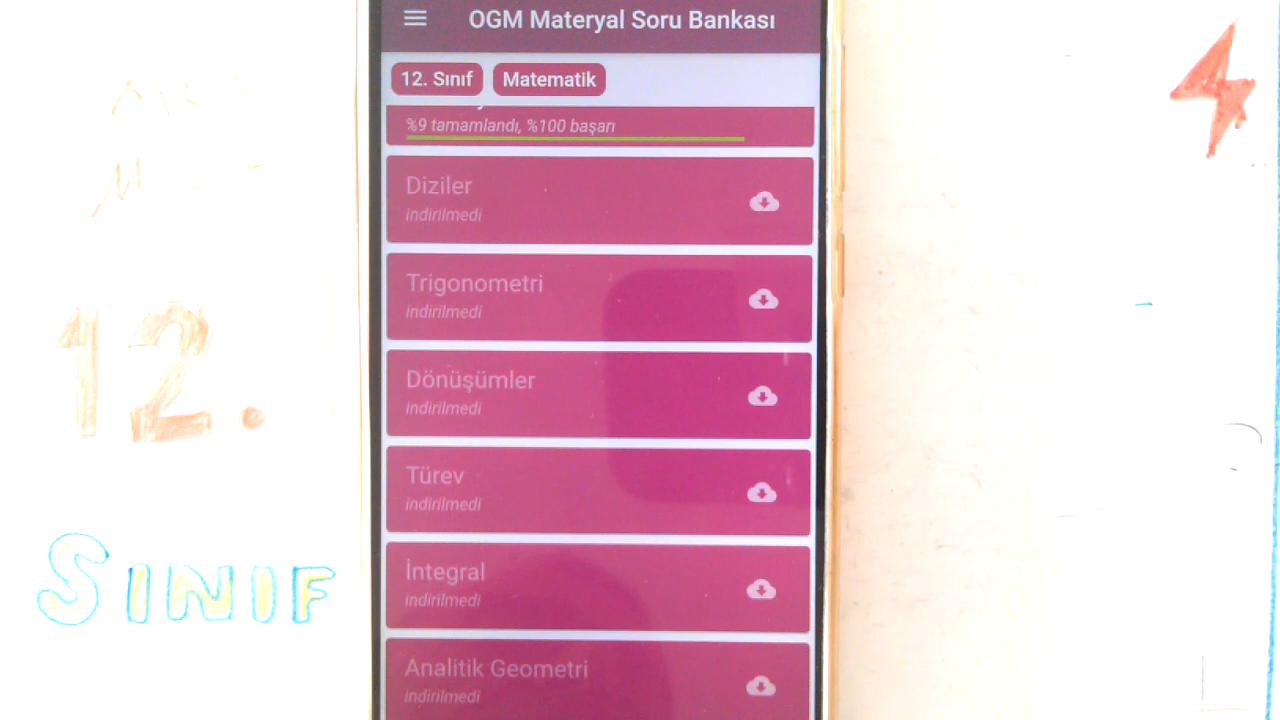 OGM Materyal Soru Bankası
12. Sınıf Matematik
%9 tamamlandı, %100 başarı
Diziler
indirilmedi
Trigonometri
indirilmedi
Dönüşümler
indirilmedi
Türev
indirilmedi
İntegral
indirilmedi
Analitik Geometri
indirilmedi
12.
SINIF